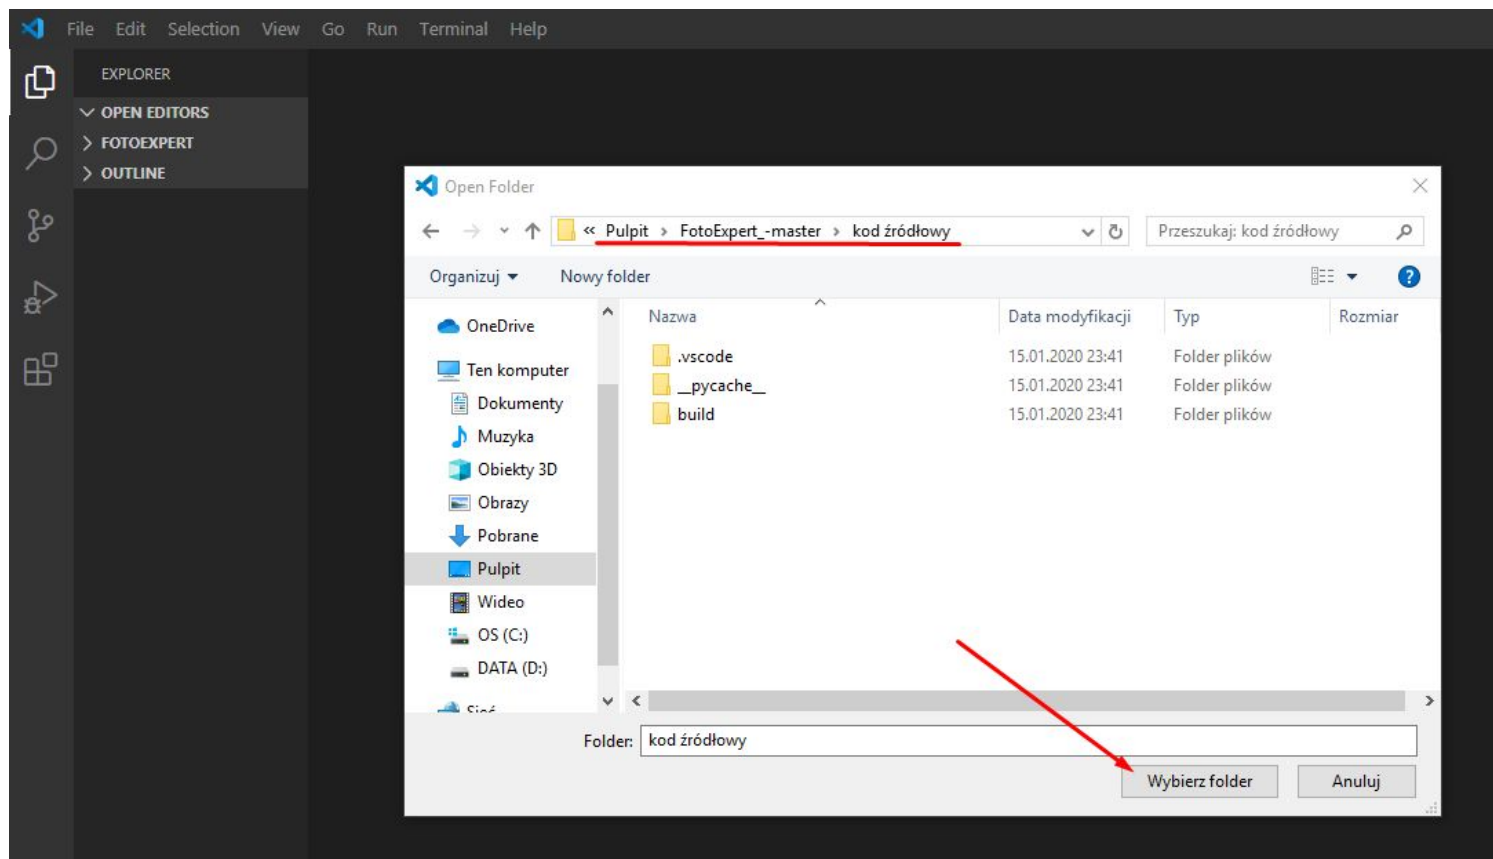 File Edit Selection View Go Run Terminal Help
EXPLORER
OPEN EDITORS
FOTOEXPERT
OUTLINE
Open Folder
« Pulpit > FotoExpert_-master > kod źródłowy
Przeszukaj: kod źródłowy
Organizuj Nowy folder
Nazwa Data modyfikacji Typ Rozmiar
.vscode 15.01.2020 23:41 Folder plików
__pycache__ 15.01.2020 23:41 Folder plików
build 15.01.2020 23:41 Folder plików
OneDrive
Ten komputer
Dokumenty
Muzyka
Obiekty 3D
Obrazy
Pobrane
Pulpit
Wideo
OS (C:)
DATA (D:)
Sieć
Folder: kod źródłowy
Wybierz folder Anuluj